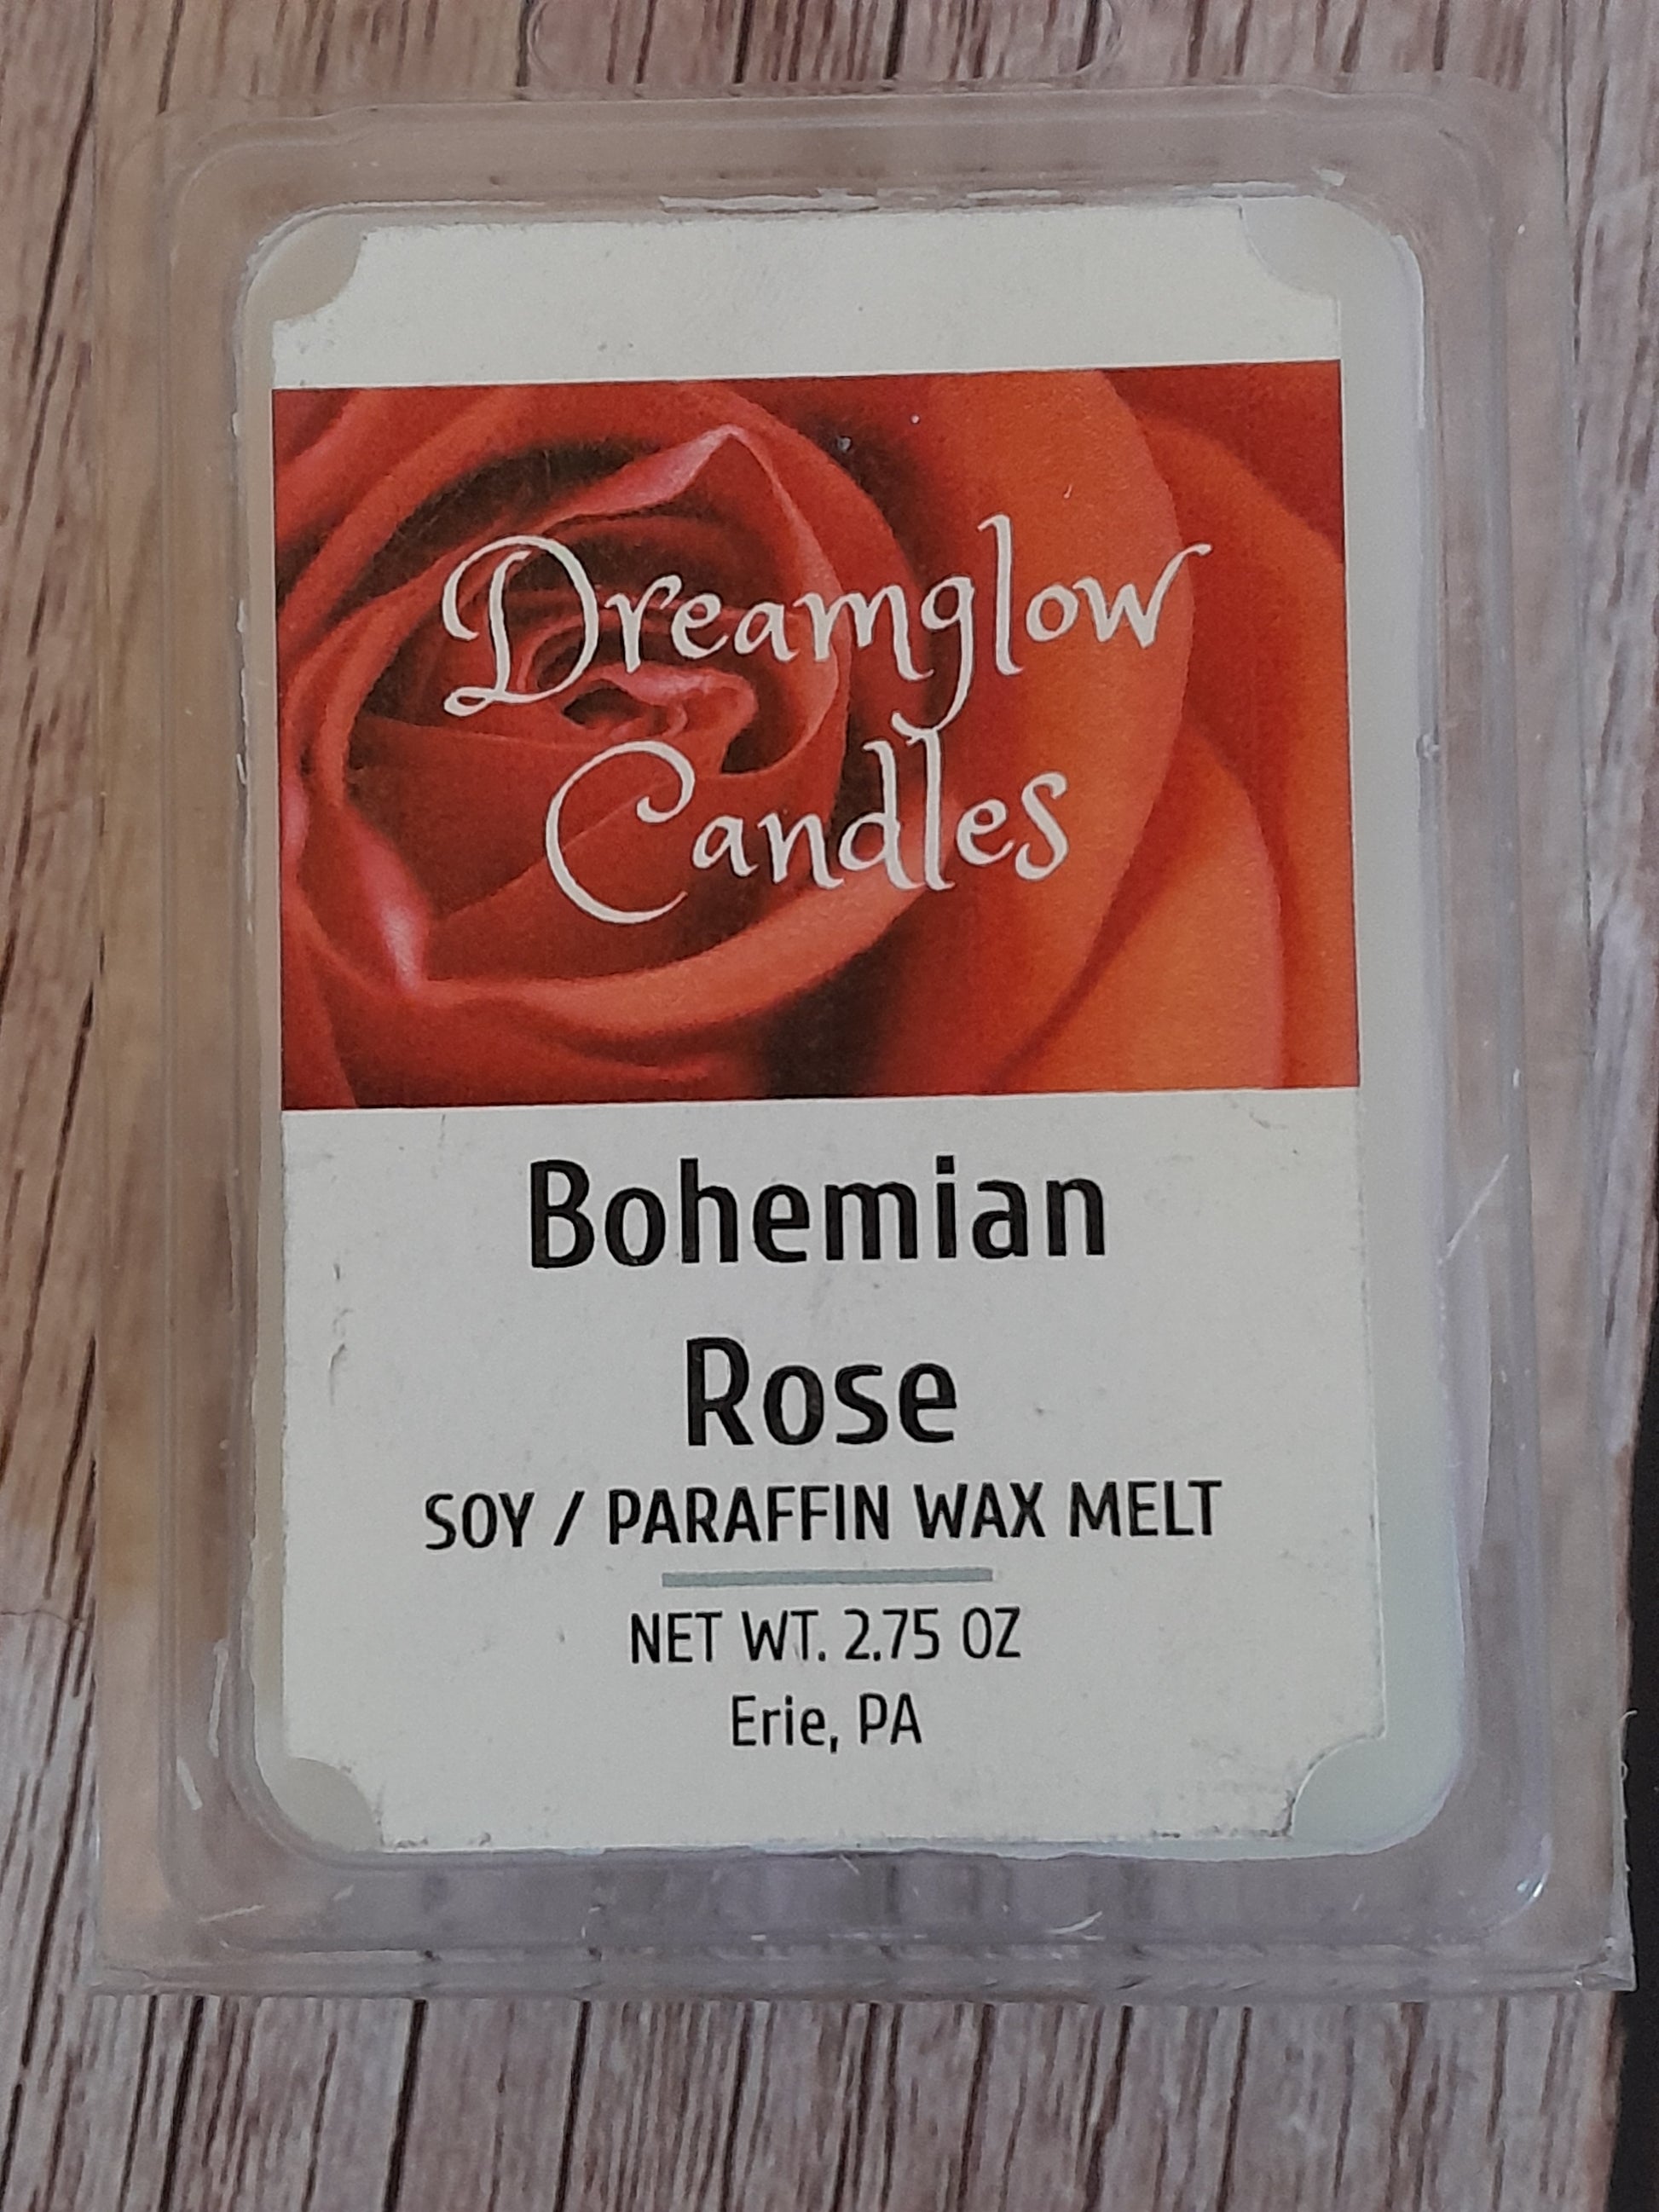 Dreamglow
Candles
Bohemian
Rose
SOY / PARAFFIN WAX MELT
NET WT. 2.75 OZ
Erie, PA